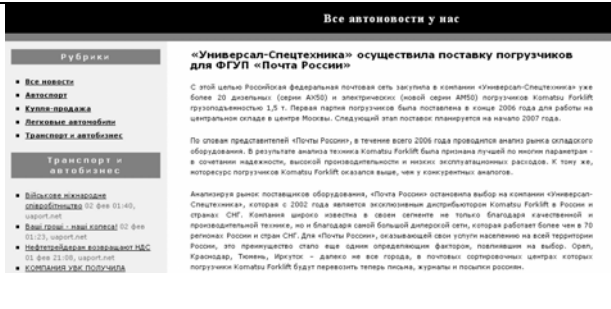 Все автоновости у нас
Рубрики
Все новости
Автоспорт
Купля-продажа
Легковые автомобили
Транспорт и автобизнес
Транспорт и
автобизнес
Військове міжнародне
співробітництво 02 фев 01:40,
uaport.net
Ваші гроші - наші колеса! 02 фев
01:23, uaport.net
Нефтетрейдерам возвращают НДС
01 фев 21:08, uaport.net
КОМПАНИЯ УВК ПОЛУЧИЛА
«Универсал-Спецтехника» осуществила поставку погрузчиков
для ФГУП «Почта России»
С этой целью Российская федеральная почтовая сеть закупила в компании «Универсал-Спецтехника» уже
более 20 дизельных (серии AX50) и электрических (новой серии AM50) погрузчиков Komatsu Forklift
грузоподъемностью 1,5 т. Первая партия погрузчиков была поставлена в конце 2006 года для работы на
центральном складе в центре Москвы. Следующий этап поставок планируется на начало 2007 года.
По словам представителей «Почты России», в течение всего 2006 года проводился анализ рынка складского
оборудования. В результате анализа техника Komatsu Forklift была признана лучшей по многим параметрам -
в сочетании надежности, высокой производительности и низких эксплуатационных расходов. К тому же,
моторесурс погрузчиков Komatsu Forklift оказался выше, чем у конкурентных аналогов.
Анализируя рынок поставщиков оборудования, «Почта России» остановила выбор на компании «Универсал-
Спецтехника», которая с 2002 года является эксклюзивным дистрибьютором Komatsu Forklift в России и
странах СНГ. Компания широко известна в своем сегменте не только благодаря качественной и
производительной технике, но и благодаря самой большой дилерской сети, которая работает более чем в 70
регионах России и стран СНГ. Для «Почты России», оказывающей свои услуги населению на всей территории
России, это преимущество стало еще одним определяющим фактором, повлиявшим на выбор. Орел,
Краснодар, Тюмень, Иркутск - далеко не все города, в почтовых сортировочных центрах которых
погрузчики Komatsu Forklift будут перевозить теперь письма, журналы и посылки россиян.